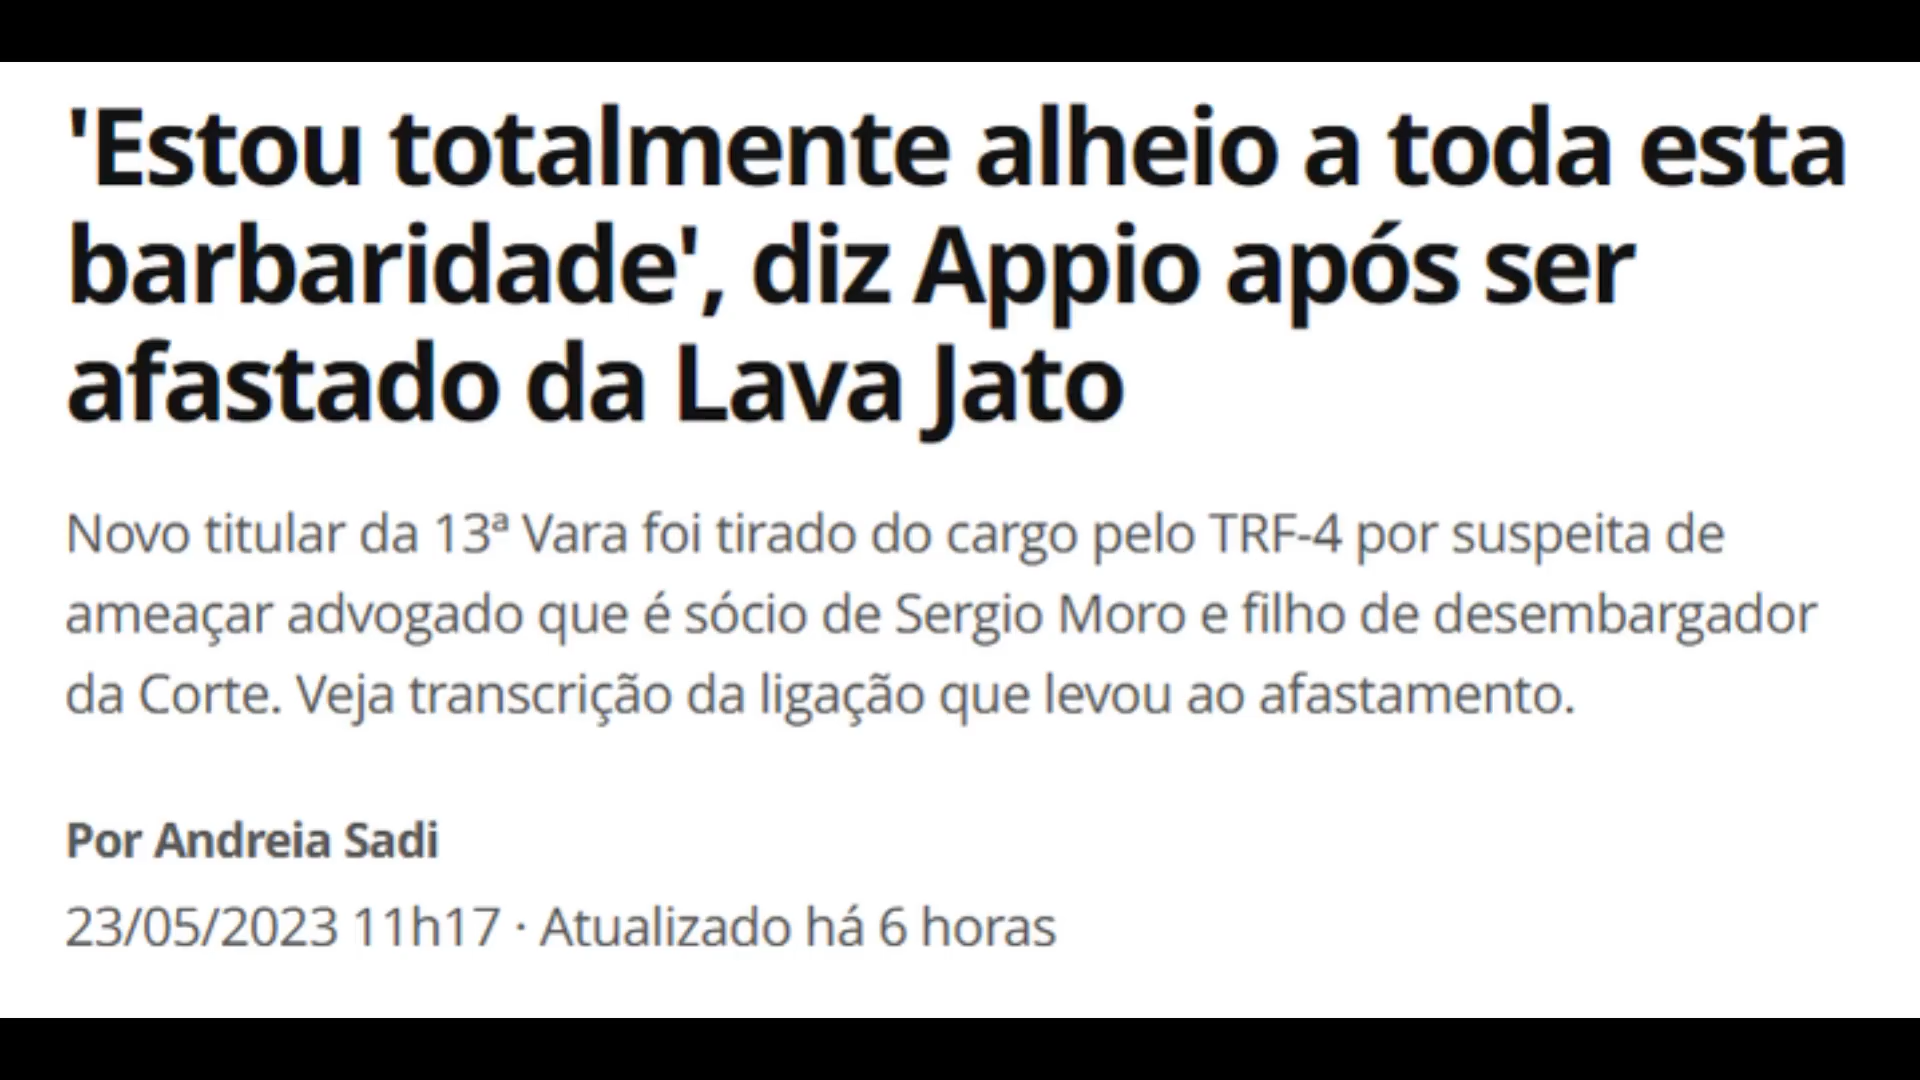 'Estou totalmente alheio a toda esta
barbaridade', diz Appio após ser
afastado da Lava Jato
Novo titular da 13ª Vara foi tirado do cargo pelo TRF-4 por suspeita de
ameaçar advogado que é sócio de Sergio Moro e filho de desembargador
da Corte. Veja transcrição da ligação que levou ao afastamento.
Por Andreia Sadi
23/05/2023 11h17 · Atualizado há 6 horas